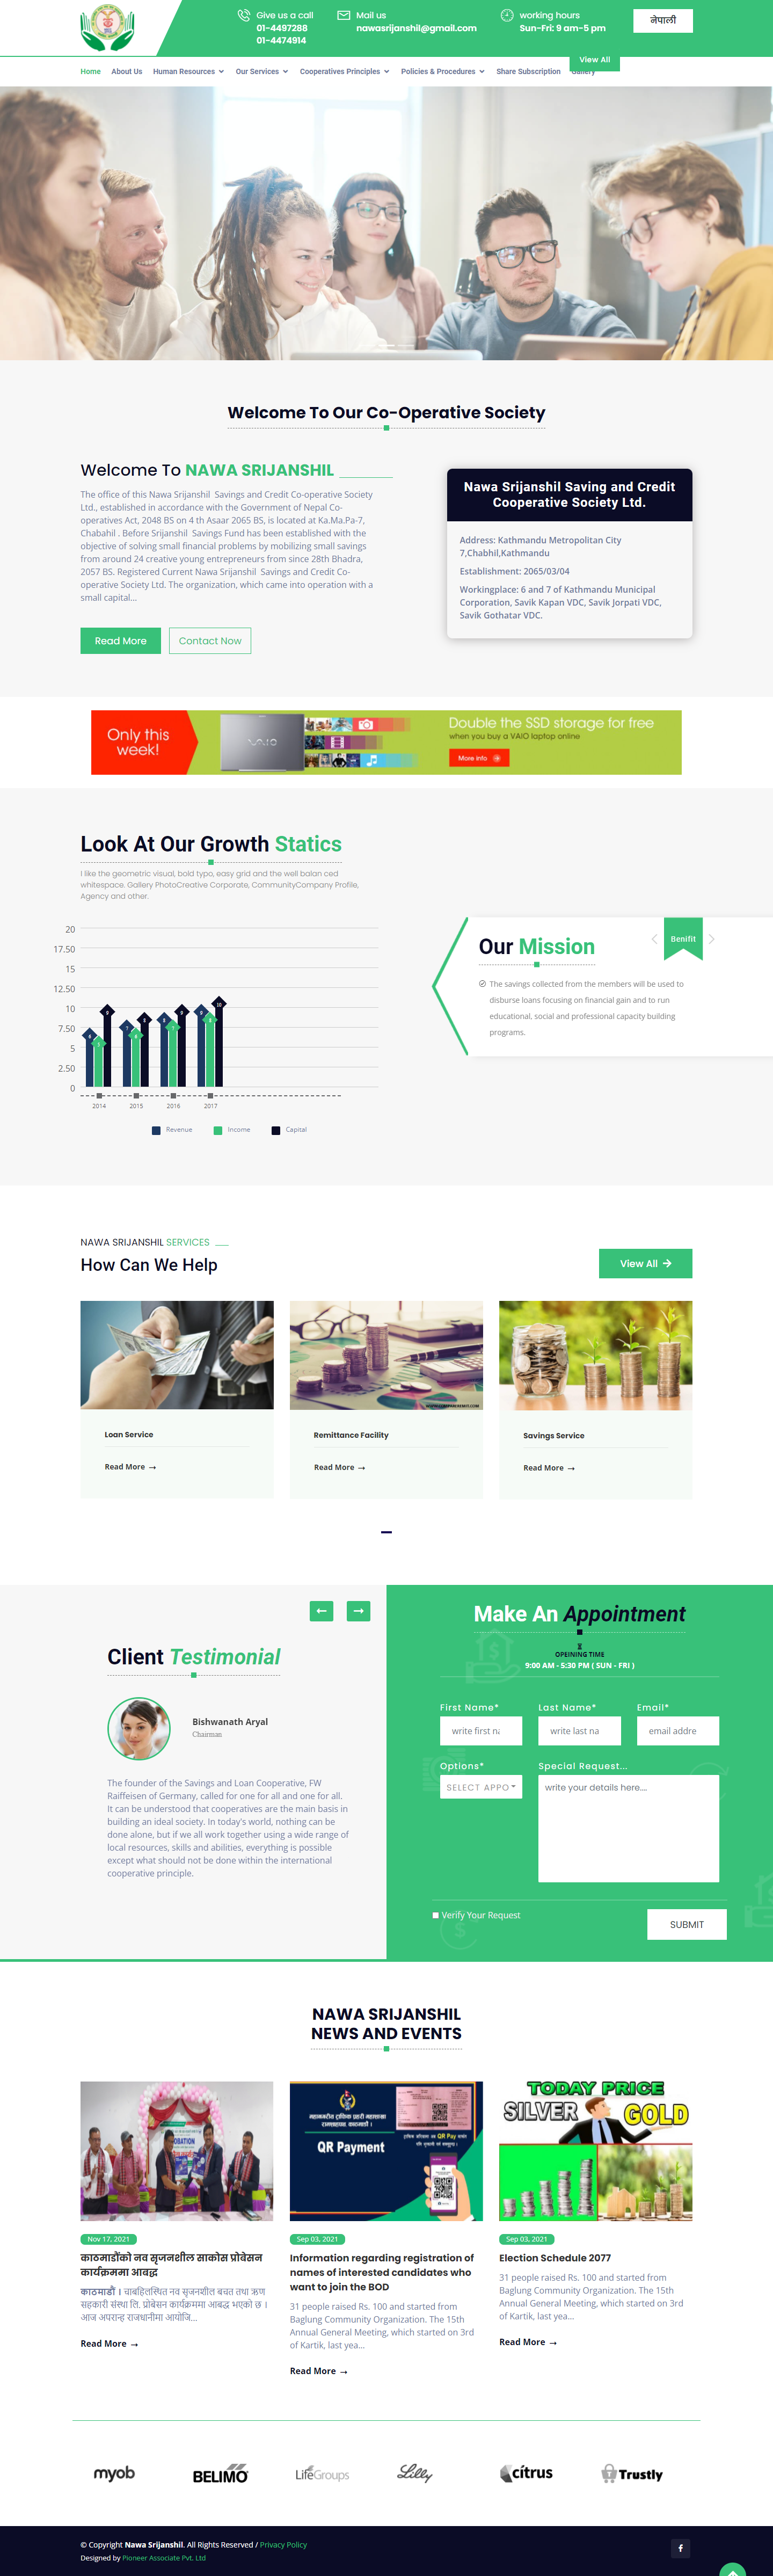 Give us a call
01-4497288
01-4474914
Mail us
nawasrijanshil@gmail.com
working hours
Sun-Fri: 9 am-5 pm
नेपाली
View All
Home
About Us
Human Resources
Our Services
Cooperatives Principles
Policies & Procedures
Share Subscription
Gallery
Welcome To Our Co-Operative Society
Welcome To NAWA SRIJANSHIL
The office of this Nawa Srijanshil Savings and Credit Co-operative Society
Ltd., established in accordance with the Government of Nepal Co-
operatives Act, 2048 BS on 4 th Asaar 2065 BS, is located at Ka.Ma.Pa-7,
Chabahil . Before Srijanshil Savings Fund has been established with the
objective of solving small financial problems by mobilizing small savings
from around 24 creative young entrepreneurs from since 28th Bhadra,
2057 BS. Registered Current Nawa Srijanshil Savings and Credit Co-
operative Society Ltd. The organization, which came into operation with a
small capital...
Read More
Contact Now
Nawa Srijanshil Saving and Credit
Cooperative Society Ltd.
Address: Kathmandu Metropolitan City
7,Chabhil,Kathmandu
Establishment: 2065/03/04
Workingplace: 6 and 7 of Kathmandu Municipal
Corporation, Savik Kapan VDC, Savik Jorpati VDC,
Savik Gothatar VDC.
Only this
week!
VAIO
Double the SSD storage for free
when you buy a VAIO laptop online
More info
Look At Our Growth Statics
I like the geometric visual, bold typo, easy grid and the well balan ced
whitespace. Gallery PhotoCreative Corporate, CommunityCompany Profile,
Agency and other.
20
17.50
15
12.50
10
7.50
5
2.50
0
2014
2015
2016
2017
Revenue
Income
Capital
Our Mission
Benifit
The savings collected from the members will be used to
disburse loans focusing on financial gain and to run
educational, social and professional capacity building
programs.
NAWA SRIJANSHIL SERVICES
How Can We Help
View All
Loan Service
Read More
Remittance Facility
Read More
Savings Service
Read More
Client Testimonial
Bishwanath Aryal
Chairman
The founder of the Savings and Loan Cooperative, FW
Raiffeisen of Germany, called for one for all and one for all.
It can be understood that cooperatives are the main basis in
building an ideal society. In today's world, nothing can be
done alone, but if we all work together using a wide range of
local resources, skills and abilities, everything is possible
except what should not be done within the international
cooperative principle.
Make An Appointment
OPEINING TIME
9:00 AM - 5:30 PM ( SUN - FRI )
First Name*
Last Name*
Email*
write first na
write last na
email addre
Options*
Special Request...
SELECT APPO
write your details here....
Verify Your Request
SUBMIT
NAWA SRIJANSHIL
NEWS AND EVENTS
QR Payment
TODAY PRICE
SILVER
GOLD
Nov 17, 2021
काठमाडौंको नव सृजनशील साकोस प्रोबेसन
कार्यक्रममा आबद्ध
काठमाडौं । चाबहिलस्थित नव सृजनशील बचत तथा ऋण
सहकारी संस्था लि. प्रोबेसन कार्यक्रममा आबद्ध भएको छ ।
आज अपरान्ह राजधानीमा आयोजि...
Read More
Sep 03, 2021
Information regarding registration of
names of interested candidates who
want to join the BOD
31 people raised Rs. 100 and started from
Baglung Community Organization. The 15th
Annual General Meeting, which started on 3rd
of Kartik, last yea...
Read More
Sep 03, 2021
Election Schedule 2077
31 people raised Rs. 100 and started from
Baglung Community Organization. The 15th
Annual General Meeting, which started on 3rd
of Kartik, last yea...
Read More
myob
BELIMO
LifeGroups
Lilly
citrus
Trustly
© Copyright Nawa Srijanshil. All Rights Reserved / Privacy Policy
Designed by Pioneer Associate Pvt. Ltd